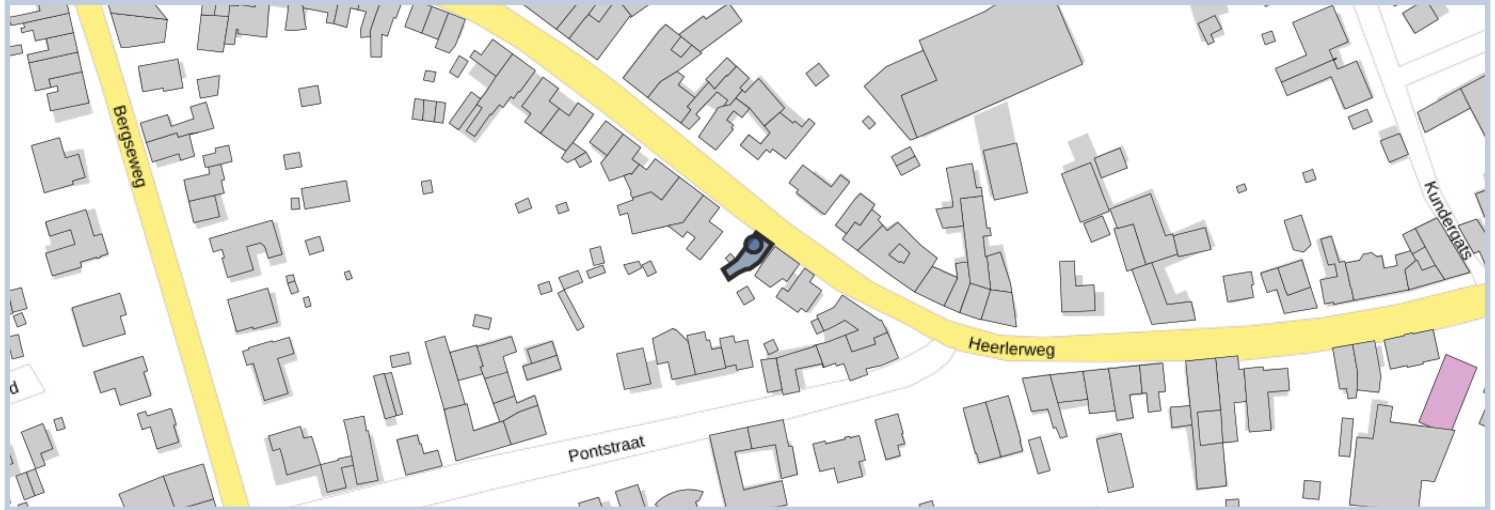 Bergseweg
Kundergats
Heerlerweg
d
Pontstraat